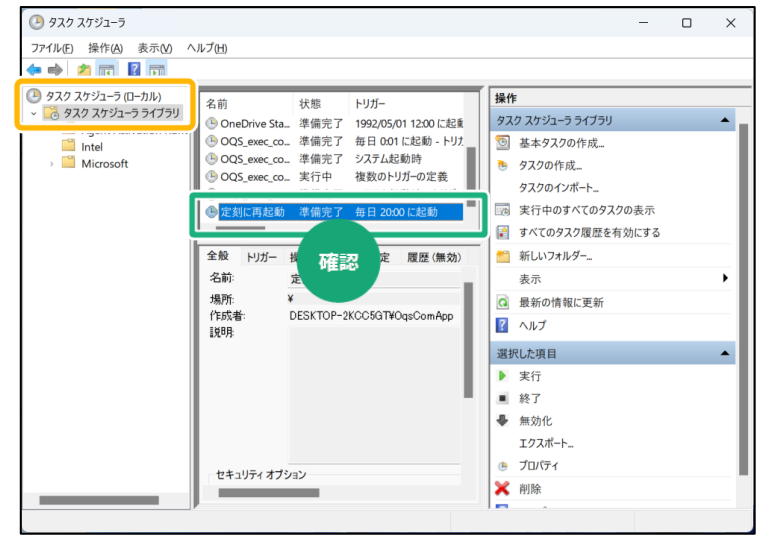 タスク スケジューラ
ファイル(F) 操作(A) 表示(V) ヘルプ(H)
タスク スケジューラ (ローカル)
タスク スケジューラ ライブラリ
Intel
Microsoft
名前 状態 トリガー
OneDrive Sta... 準備完了 1992/05/01 12:00 に起動
OQS_exec_co... 準備完了 毎日 0:01 に起動 - トリガ
OQS_exec_co... 準備完了 システム起動時
OQS_exec_co... 実行中 複数のトリガーの定義
定刻に再起動 準備完了 毎日 20:00 に起動
確認
全般 トリガー 定 履歴 (無効)
名前: 定
場所: ¥
作成者: DESKTOP-2KCC5GT¥OqsComApp
説明:
セキュリティ オプション
操作
タスク スケジューラ ライブラリ
基本タスクの作成...
タスクの作成...
タスクのインポート...
実行中のすべてのタスクの表示
すべてのタスク履歴を有効にする
新しいフォルダー...
表示
最新の情報に更新
ヘルプ
選択した項目
実行
終了
無効化
エクスポート...
プロパティ
削除